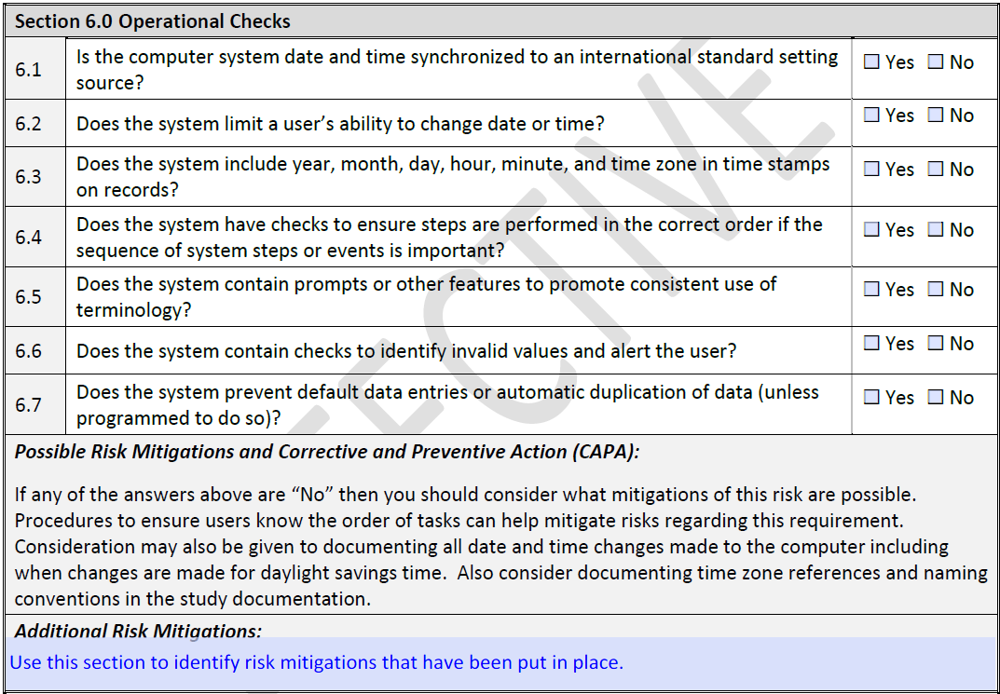 Section 6.0 Operational Checks
6.1 Is the computer system date and time synchronized to an international standard setting ☐ Yes ☐ No
source?
6.2 Does the system limit a user’s ability to change date or time? ☐ Yes ☐ No
6.3 Does the system include year, month, day, hour, minute, and time zone in time stamps ☐ Yes ☐ No
on records?
6.4 Does the system have checks to ensure steps are performed in the correct order if the ☐ Yes ☐ No
sequence of system steps or events is important?
6.5 Does the system contain prompts or other features to promote consistent use of ☐ Yes ☐ No
terminology?
6.6 Does the system contain checks to identify invalid values and alert the user? ☐ Yes ☐ No
6.7 Does the system prevent default data entries or automatic duplication of data (unless ☐ Yes ☐ No
programmed to do so)?
Possible Risk Mitigations and Corrective and Preventive Action (CAPA):
If any of the answers above are “No” then you should consider what mitigations of this risk are possible.
Procedures to ensure users know the order of tasks can help mitigate risks regarding this requirement.
Consideration may also be given to documenting all date and time changes made to the computer including
when changes are made for daylight savings time.  Also consider documenting time zone references and naming
conventions in the study documentation.
Additional Risk Mitigations:
Use this section to identify risk mitigations that have been put in place.
ECTIVE